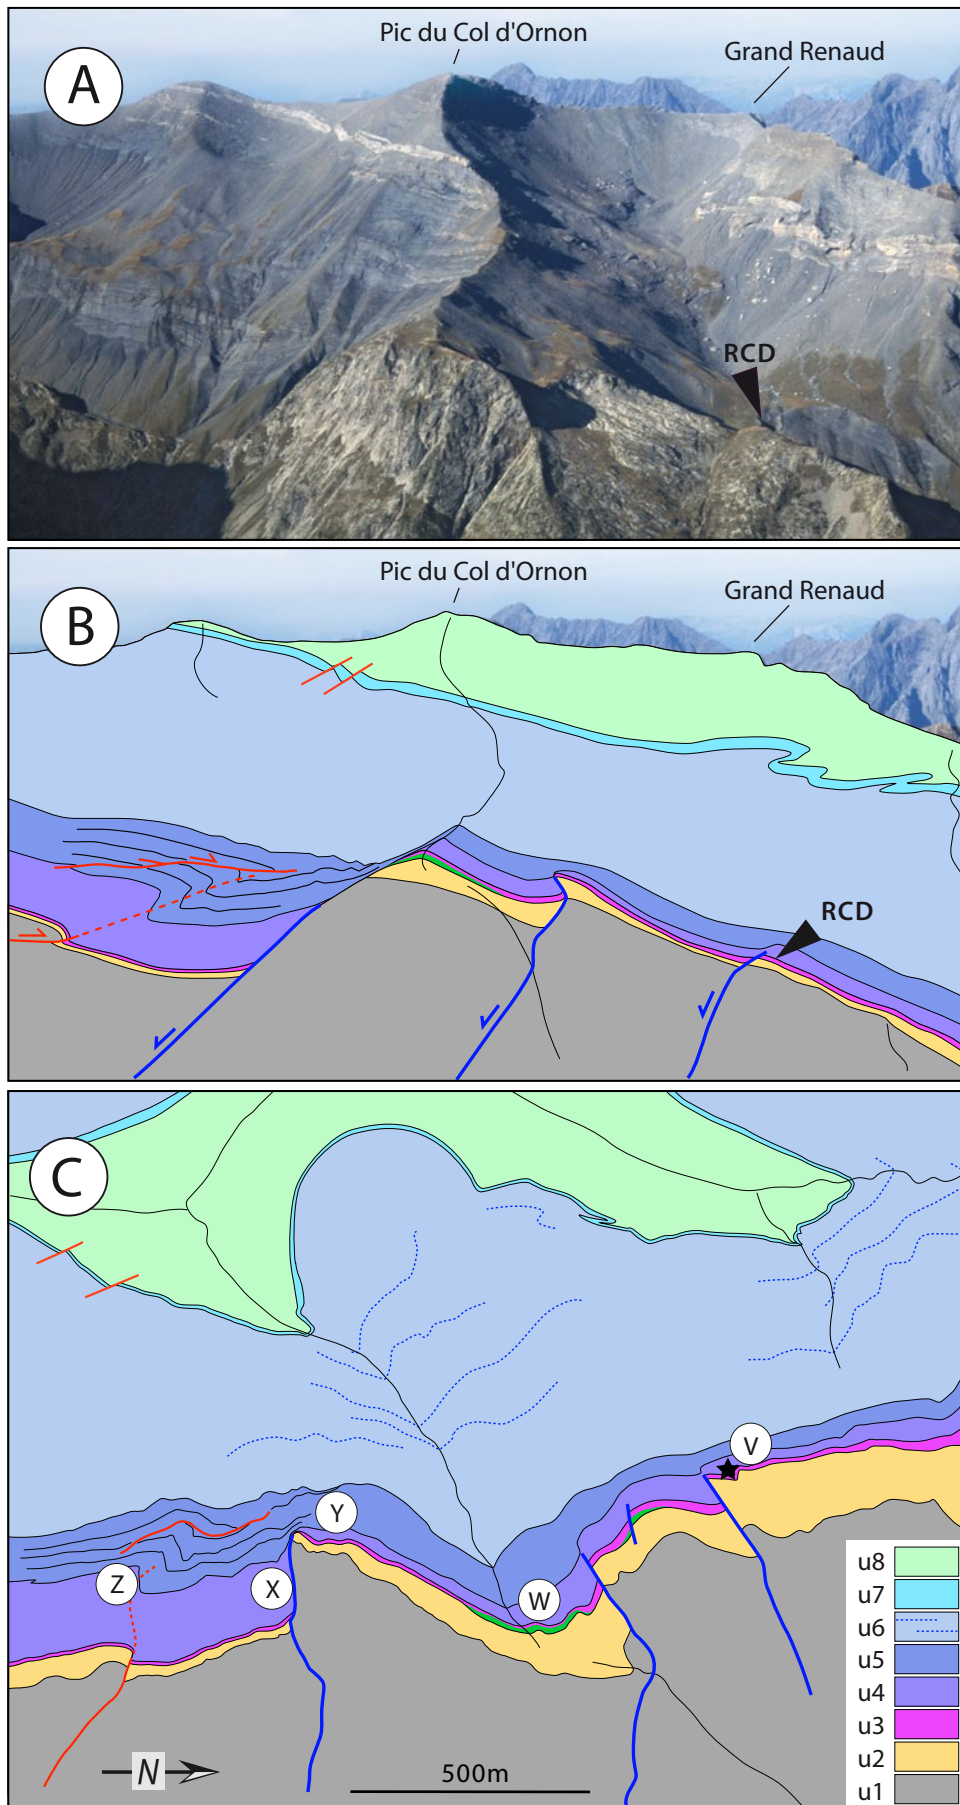 Pic du Col d'Ornon
Grand Renaud
A
RCD
Pic du Col d'Ornon
Grand Renaud
B
RCD
C
V
Y
Z
X
W
u8
u7
u6
u5
u4
u3
u2
u1
N
500m